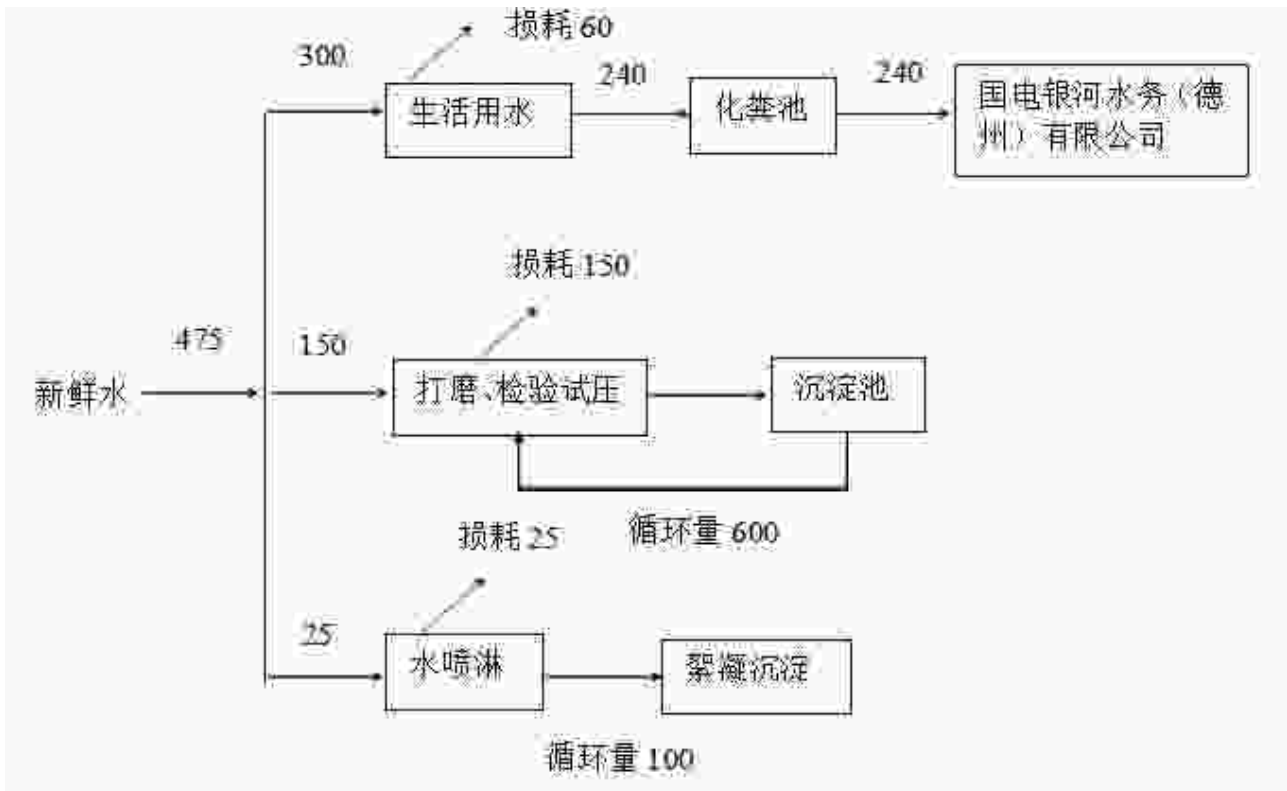 损耗60
300
240
240
生活用水
化粪池
国电银河水务（德
州）有限公司
损耗150
475
150
新鲜水
打磨、检验试压
沉淀池
循环量600
损耗25
25
水喷淋
絮凝沉淀
循环量100